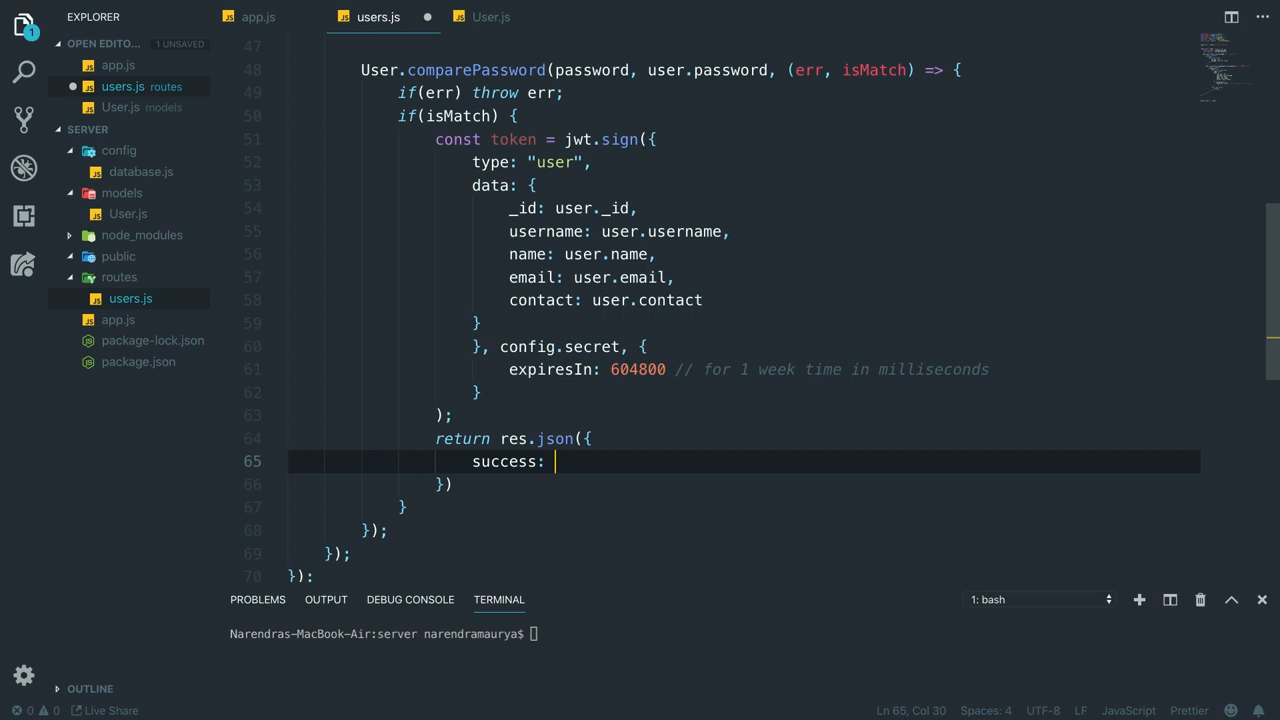 EXPLORER
app.js
users.js
User.js
OPEN EDITO... 1 UNSAVED
app.js
users.js routes
User.js models
SERVER
config
database.js
models
User.js
node_modules
public
routes
users.js
app.js
package-lock.json
package.json
47
48 User.comparePassword(password, user.password, (err, isMatch) => {
49 if(err) throw err;
50 if(isMatch) {
51 const token = jwt.sign({
52 type: "user",
53 data: {
54 _id: user._id,
55 username: user.username,
56 name: user.name,
57 email: user.email,
58 contact: user.contact
59 }
60 }, config.secret, {
61 expiresIn: 604800 // for 1 week time in milliseconds
62 }
63 );
64 return res.json({
65 success:
66 })
67 }
68 });
69 });
70 });
PROBLEMS OUTPUT DEBUG CONSOLE TERMINAL 1: bash
Narendras-MacBook-Air:server narendramaurya$
OUTLINE
0 0 Live Share Ln 65, Col 30 Spaces: 4 UTF-8 LF JavaScript Prettier
1